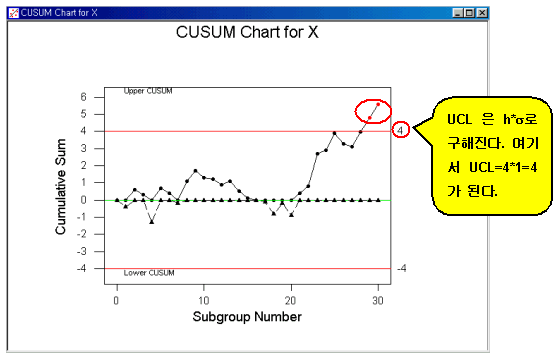 CUSUM Chart for X
CUSUM Chart for X
Upper CUSUM
6
5
4
3
2
1
0
-1
-2
-3
-4
Cumulative Sum
4
-4
Lower CUSUM
0
10
20
30
Subgroup Number
UCL 은 h*σ로
구해진다. 여기
서 UCL=4*1=4
가 된다.